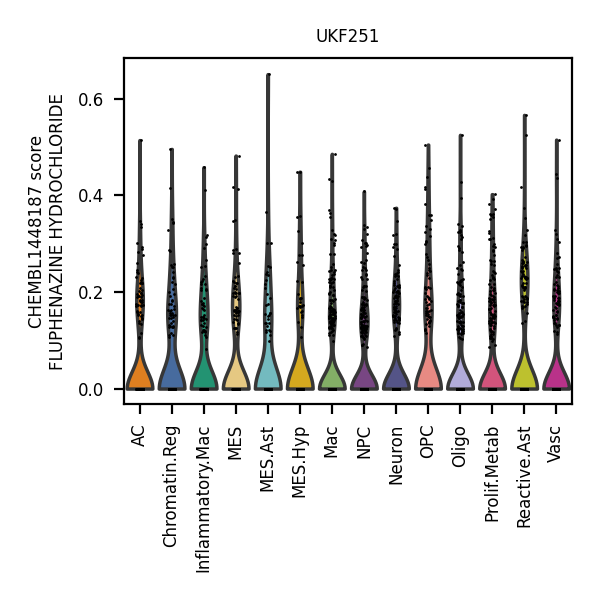 UKF251
CHEMBL1448187 score
FLUPHENAZINE HYDROCHLORIDE
0.6
0.4
0.2
0.0
AC
Chromatin.Reg
Inflammatory.Mac
MES
MES.Ast
MES.Hyp
Mac
NPC
Neuron
OPC
Oligo
Prolif.Metab
Reactive.Ast
Vasc